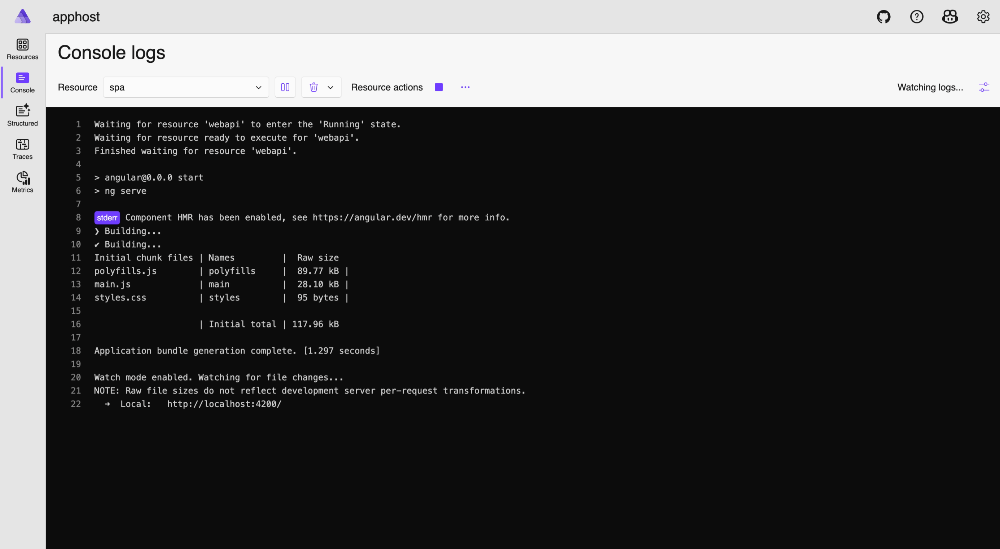 apphost
Resources
Console
Structured
Traces
Metrics
Console logs
Resource spa Resource actions Watching logs...
1 Waiting for resource 'webapi' to enter the 'Running' state.
2 Waiting for resource ready to execute for 'webapi'.
3 Finished waiting for resource 'webapi'.
4
5 > angular@0.0.0 start
6 > ng serve
7
8 stderr Component HMR has been enabled, see https://angular.dev/hmr for more info.
9 ❯ Building...
10 ✔ Building...
11 Initial chunk files | Names         |  Raw size
12 polyfills.js        | polyfills     |  89.77 kB |
13 main.js             | main          |  28.10 kB |
14 styles.css          | styles        |  95 bytes |
15
16                     | Initial total | 117.96 kB
17
18 Application bundle generation complete. [1.297 seconds]
19
20 Watch mode enabled. Watching for file changes...
21 NOTE: Raw file sizes do not reflect development server per-request transformations.
22   ➜  Local:   http://localhost:4200/